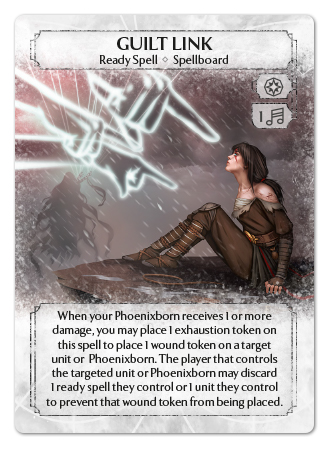 GUILT LINK
Ready Spell ⬦ Spellboard
1
When your Phoenixborn receives 1 or more
damage, you may place 1 exhaustion token on
this spell to place 1 wound token on a target
unit or Phoenixborn. The player that controls
the targeted unit or Phoenixborn may discard
1 ready spell they control or 1 unit they control
to prevent that wound token from being placed.